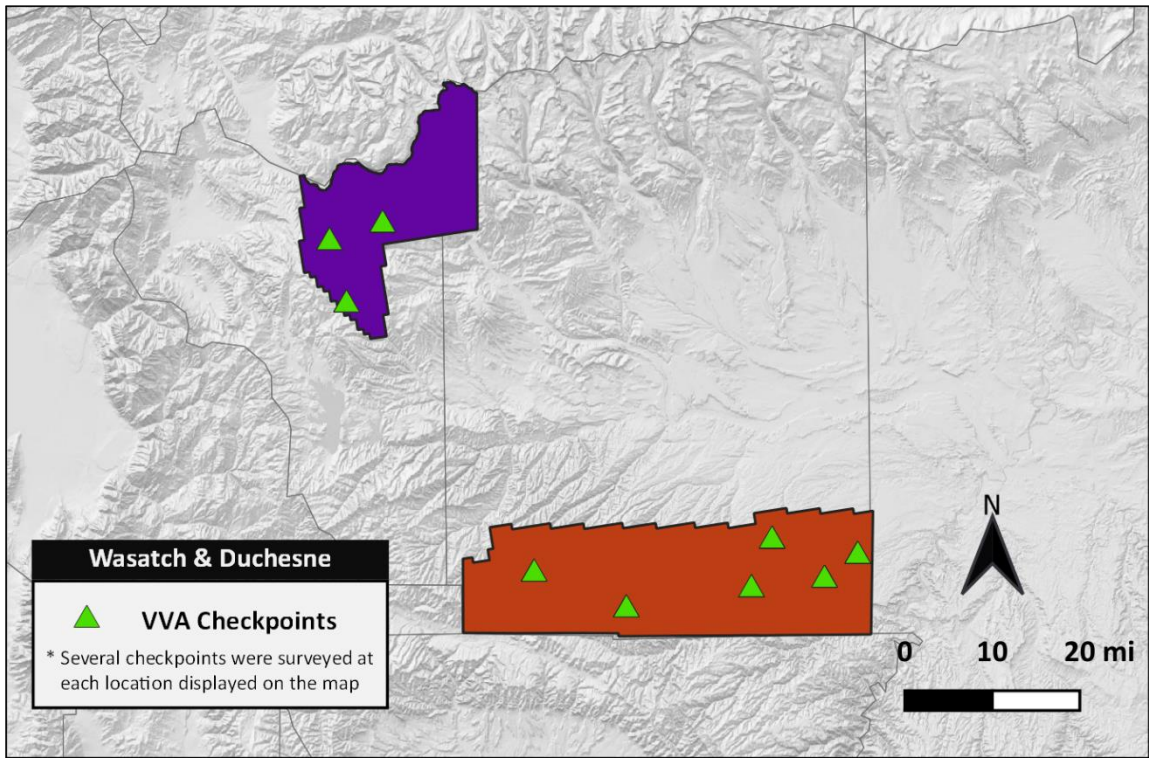 Wasatch & Duchesne
VVA Checkpoints
* Several checkpoints were surveyed at
each location displayed on the map
N
0 10 20 mi